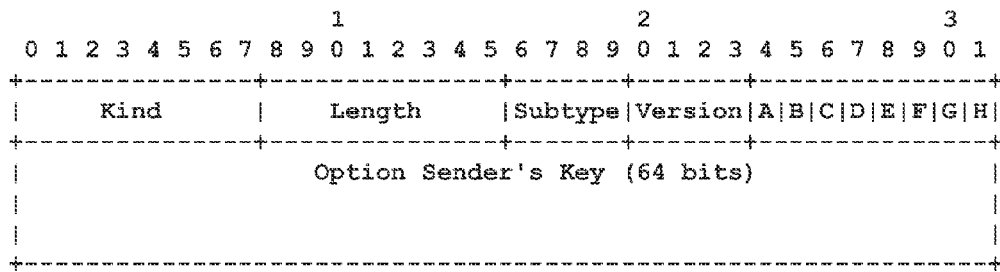 1 2 3
0 1 2 3 4 5 6 7 8 9 0 1 2 3 4 5 6 7 8 9 0 1 2 3 4 5 6 7 8 9 0 1
+---------------+---------------+-------+-------+---------------+
| Kind | Length |Subtype|Version|A|B|C|D|E|F|G|H|
+---------------+---------------+-------+-------+---------------+
| Option Sender's Key (64 bits) |
| |
| |
+---------------------------------------------------------------+